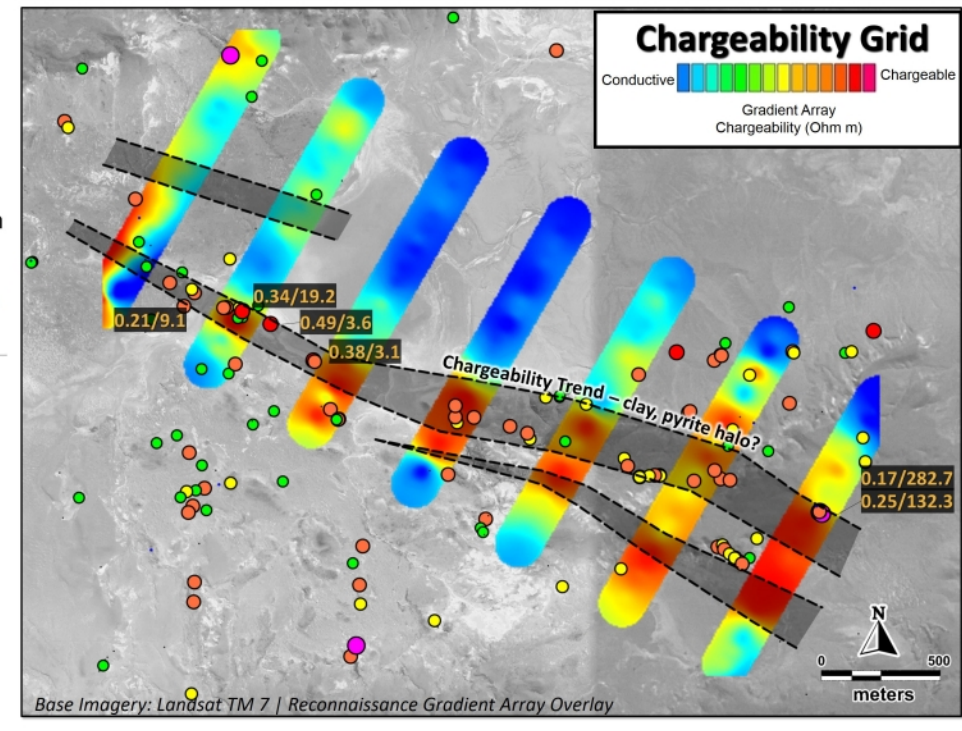 Chargeability Grid
Conductive
Chargeable
Gradient Array
Chargeability (Ohm m)
0.34/19.2
0.21/9.1
0.49/3.6
0.38/3.1
Chargeability Trend – clay, pyrite halo?
0.17/282.7
0.25/132.3
N
0 500
meters
Base Imagery: Landsat TM 7 | Reconnaissance Gradient Array Overlay